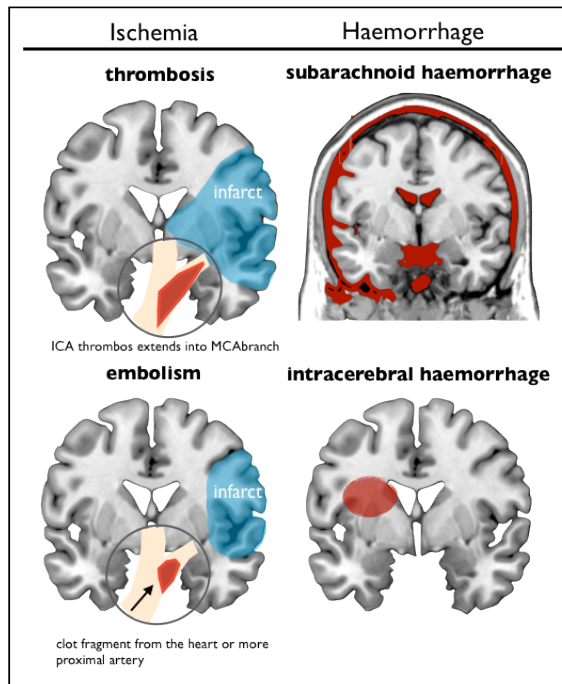 Ischemia
Haemorrhage
thrombosis
subarachnoid haemorrhage
infarct
ICA thrombos extends into MCAbranch
embolism
intracerebral haemorrhage
infarct
clot fragment from the heart or more
proximal artery